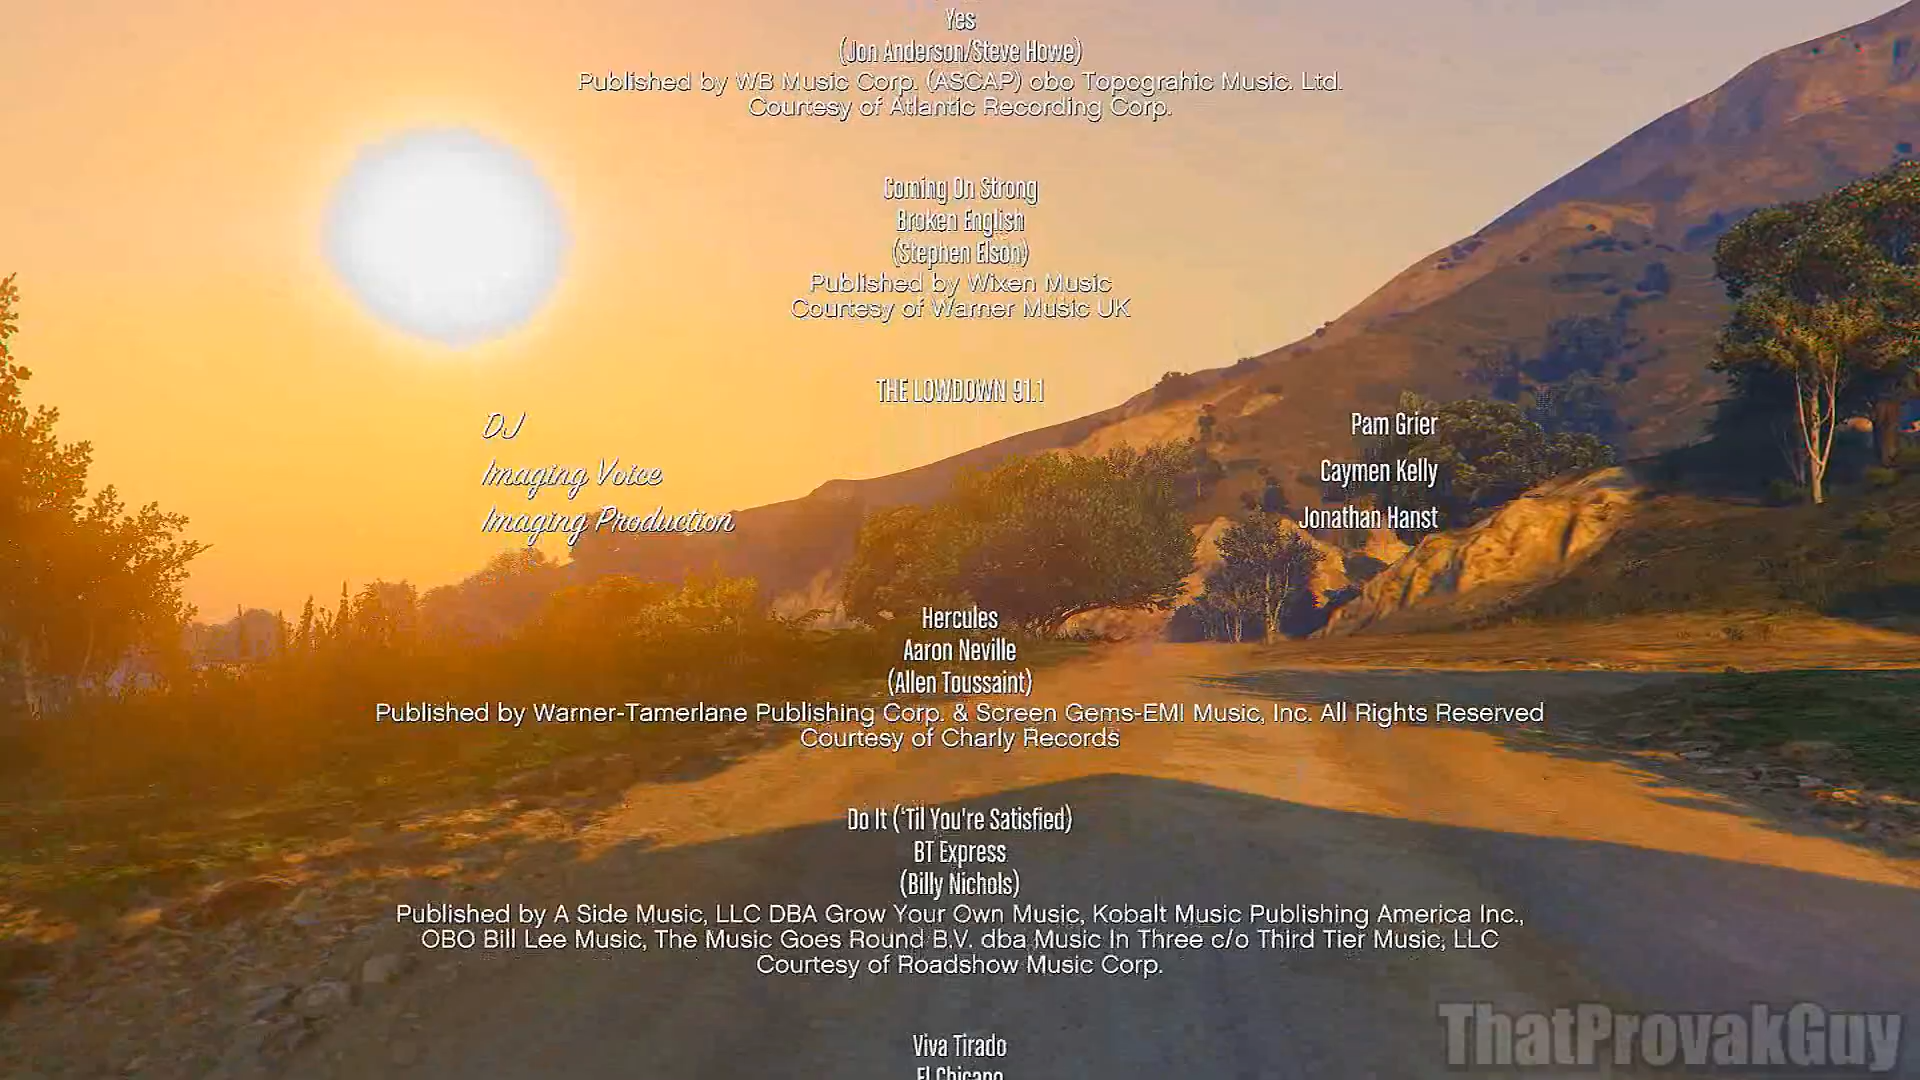 Yes
(Jon Anderson/Steve Howe)
Published by WB Music Corp. (ASCAP) obo Topograhic Music. Ltd.
Courtesy of Atlantic Recording Corp.
Coming On Strong
Broken English
(Stephen Elson)
Published by Wixen Music
Courtesy of Warner Music UK
THE LOWDOWN 91.1
DJ Pam Grier
Imaging Voice Caymen Kelly
Imaging Production Jonathan Hanst
Hercules
Aaron Neville
(Allen Toussaint)
Published by Warner-Tamerlane Publishing Corp. & Screen Gems-EMI Music, Inc. All Rights Reserved
Courtesy of Charly Records
Do It (‘Til You're Satisfied)
BT Express
(Billy Nichols)
Published by A Side Music, LLC DBA Grow Your Own Music, Kobalt Music Publishing America Inc.,
OBO Bill Lee Music, The Music Goes Round B.V. dba Music In Three c/o Third Tier Music, LLC
Courtesy of Roadshow Music Corp.
Viva Tirado
El Chicano
ThatProvakGuy